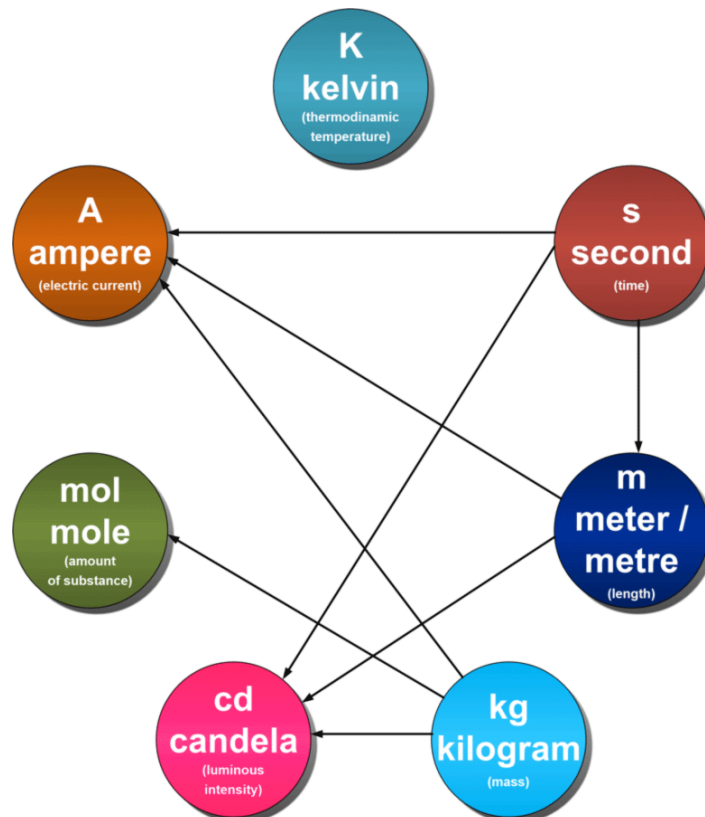 K
kelvin
(thermodinamic
temperature)
A
ampere
(electric current)
s
second
(time)
mol
mole
(amount
of substance)
m
meter /
metre
(length)
cd
candela
(luminous
intensity)
kg
kilogram
(mass)